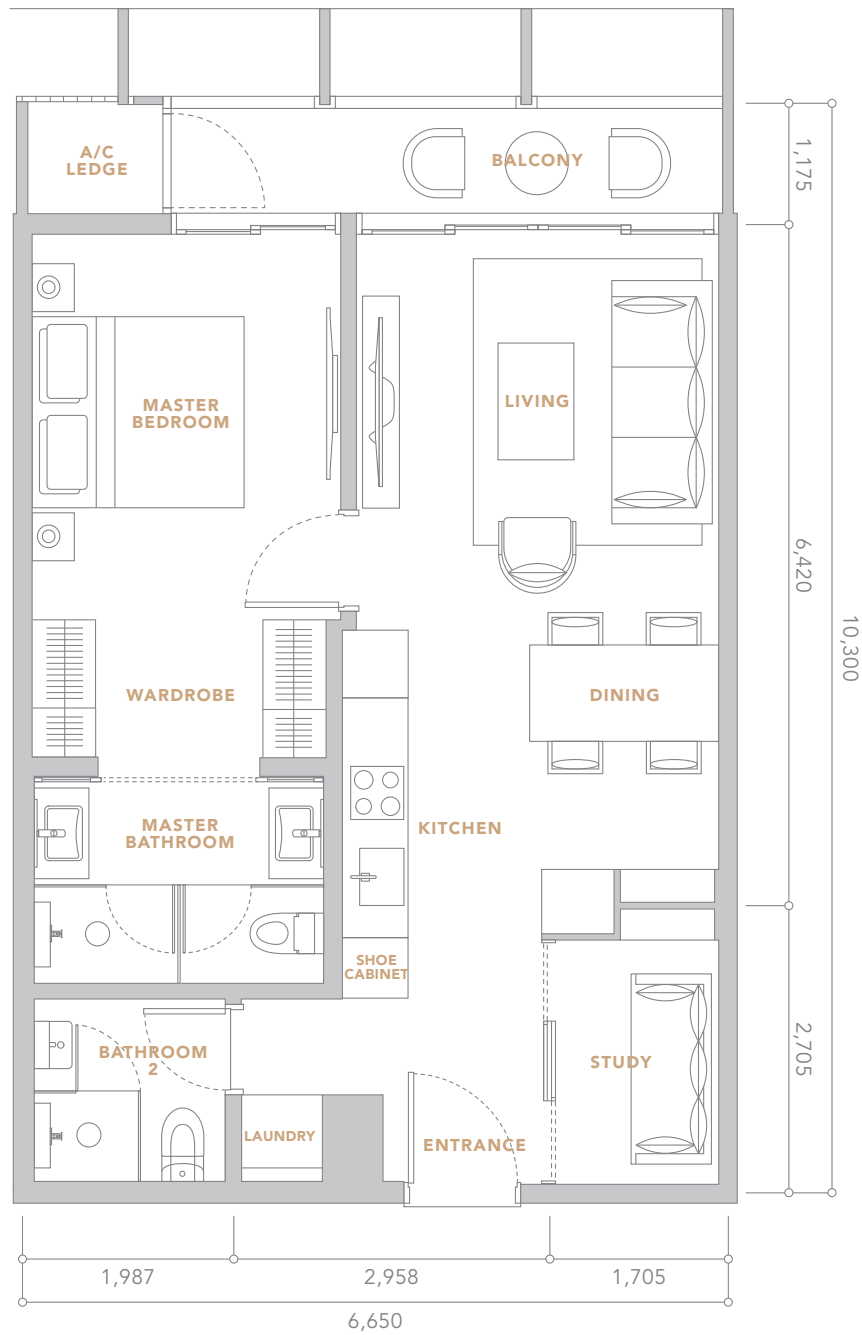 A/C
LEDGE
BALCONY
1,175
MASTER
BEDROOM
LIVING
6,420
10,300
WARDROBE
DINING
MASTER
BATHROOM
KITCHEN
SHOE
CABINET
2,705
BATHROOM
2
STUDY
LAUNDRY
ENTRANCE
1,987
2,958
1,705
6,650